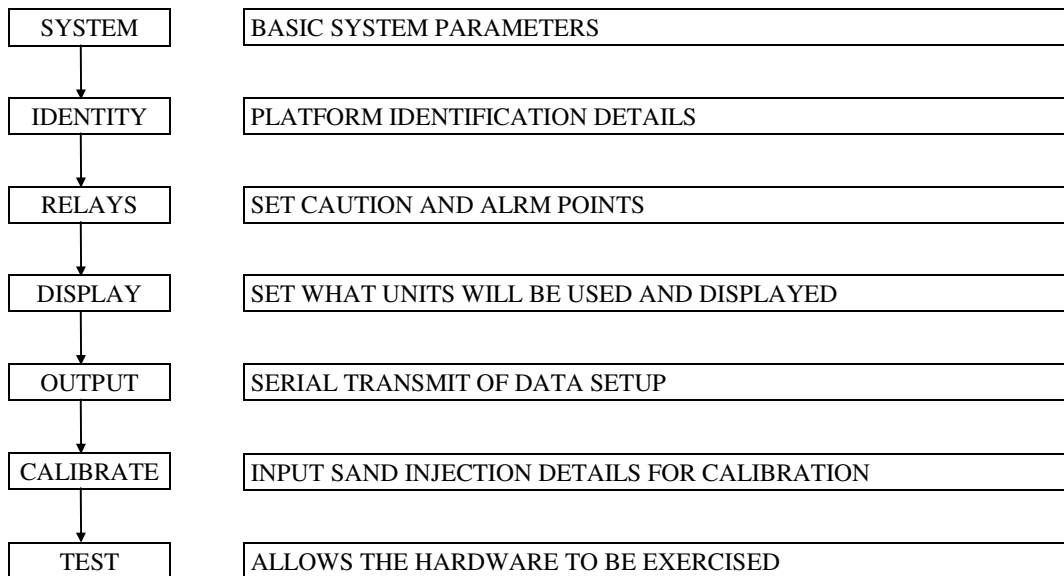 SYSTEM BASIC SYSTEM PARAMETERS
IDENTITY PLATFORM IDENTIFICATION DETAILS
RELAYS SET CAUTION AND ALRM POINTS
DISPLAY SET WHAT UNITS WILL BE USED AND DISPLAYED
OUTPUT SERIAL TRANSMIT OF DATA SETUP
CALIBRATE INPUT SAND INJECTION DETAILS FOR CALIBRATION
TEST ALLOWS THE HARDWARE TO BE EXERCISED